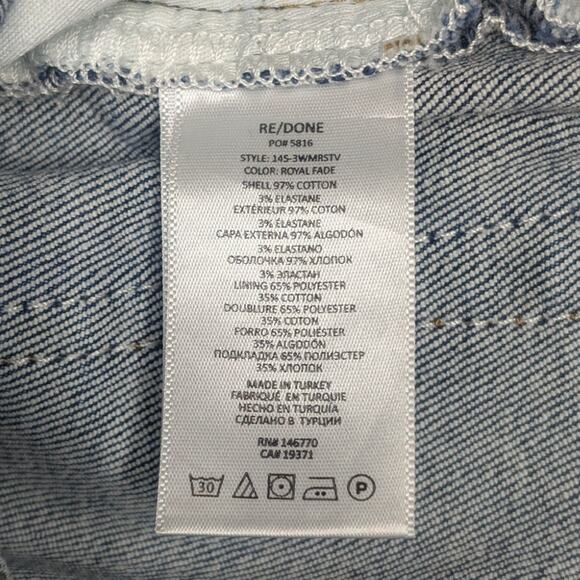 RE/DONE
PO# 5816
STYLE: 145-3WMRSTV
COLOR: ROYAL FADE
SHELL 97% COTTON
3% ELASTANE
EXTÉRIEUR 97% COTON
3% ÉLASTANE
CAPA EXTERNA 97% ALGODÓN
3% ELASTANO
ОБОЛОЧКА 97% ХЛОПОК
3% ЭЛАСТАН
LINING 65% POLYESTER
35% COTTON
DOUBLURE 65% POLYESTER
35% COTON
FORRO 65% POLIÉSTER
35% ALGODÓN
ПОДКЛАДКА 65% ПОЛИЭСТЕР
35% ХЛОПОК
MADE IN TURKEY
FABRIQUÉ EN TURQUIE
HECHO EN TURQUÍA
СДЕЛАНО В ТУРЦИИ
RN# 146770
CA# 19371
30 P